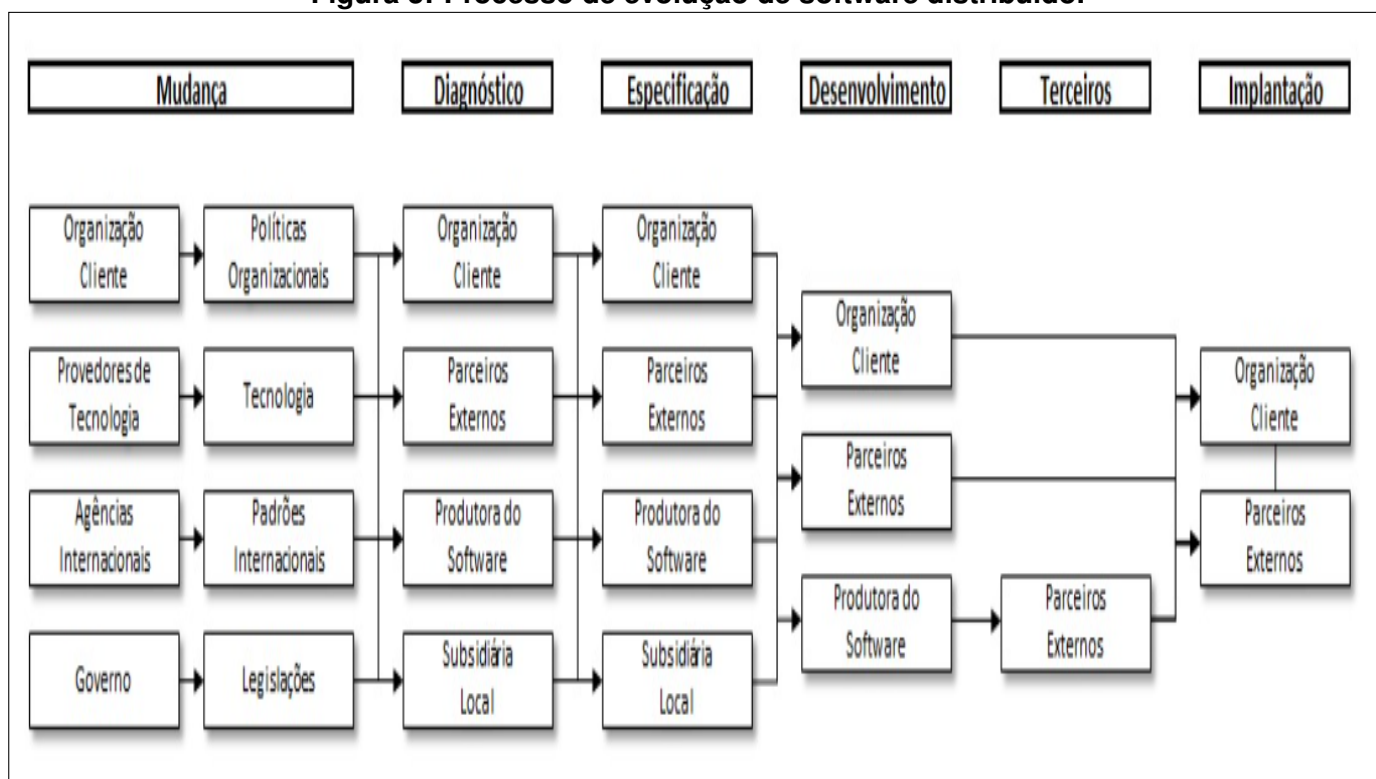 Figura 3: Processo de evolução de software distribuído.
Mudança
Diagnóstico
Especificação
Desenvolvimento
Terceiros
Implantação
Organização
Cliente
Políticas
Organizacionais
Organização
Cliente
Organização
Cliente
Organização
Cliente
Organização
Cliente
Provedores de
Tecnologia
Tecnologia
Parceiros
Externos
Parceiros
Externos
Parceiros
Externos
Agências
Internacionais
Padrões
Internacionais
Produtora do
Software
Produtora do
Software
Parceiros
Externos
Produtora do
Software
Parceiros
Externos
Governo
Legislações
Subsidiária
Local
Subsidiária
Local